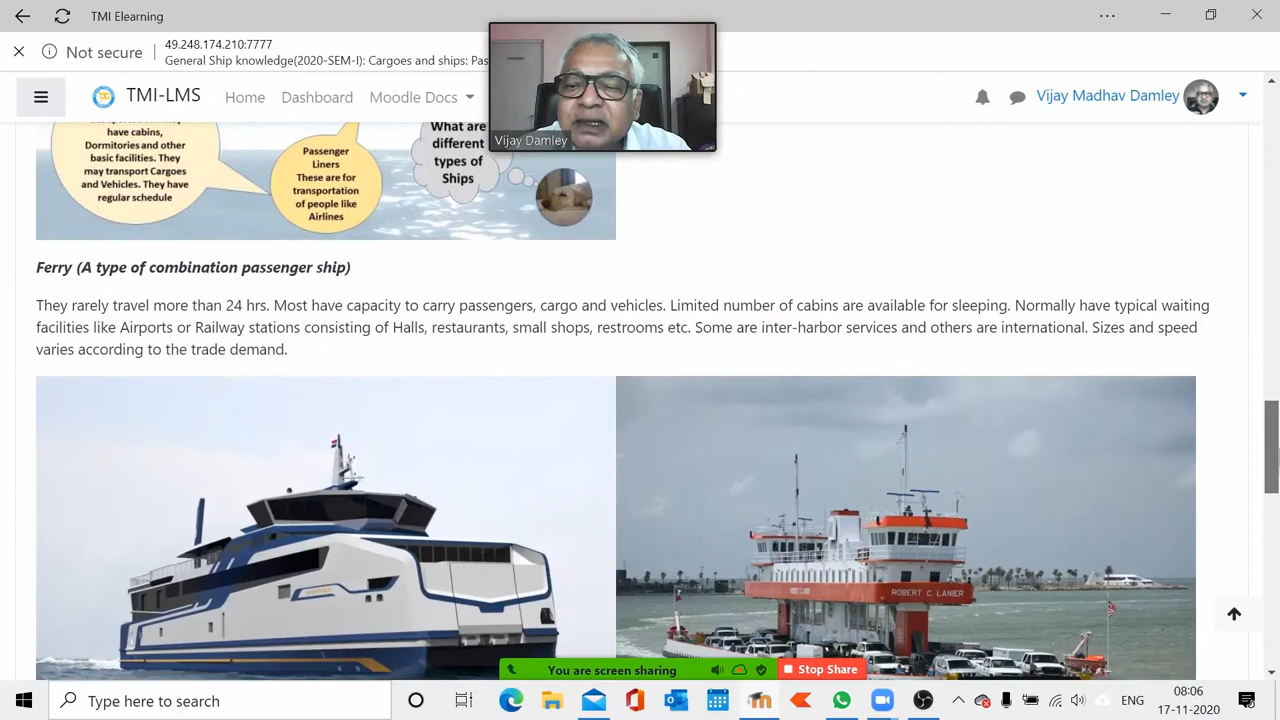 TMI Elearning
Not secure
49.248.174.210:7777
General Ship knowledge(2020-SEM-I): Cargoes and ships: Pas
TMI-LMS
Home
Dashboard
Moodle Docs
Vijay Damley
Vijay Madhav Damley
have cabins,
Dormitories and other
basic facilities. They
may transport Cargoes
and Vehicles. They have
regular schedule
Passenger
Liners
These are for
transportation
of people like
Airlines
What are
different
types of
Ships
Ferry (A type of combination passenger ship)
They rarely travel more than 24 hrs. Most have capacity to carry passengers, cargo and vehicles. Limited number of cabins are available for sleeping. Normally have typical waiting
facilities like Airports or Railway stations consisting of Halls, restaurants, small shops, restrooms etc. Some are inter-harbor services and others are international. Sizes and speed
varies according to the trade demand.
ROBERT C. LANIER
You are screen sharing
Stop Share
Type here to search
ENG
08:06
17-11-2020